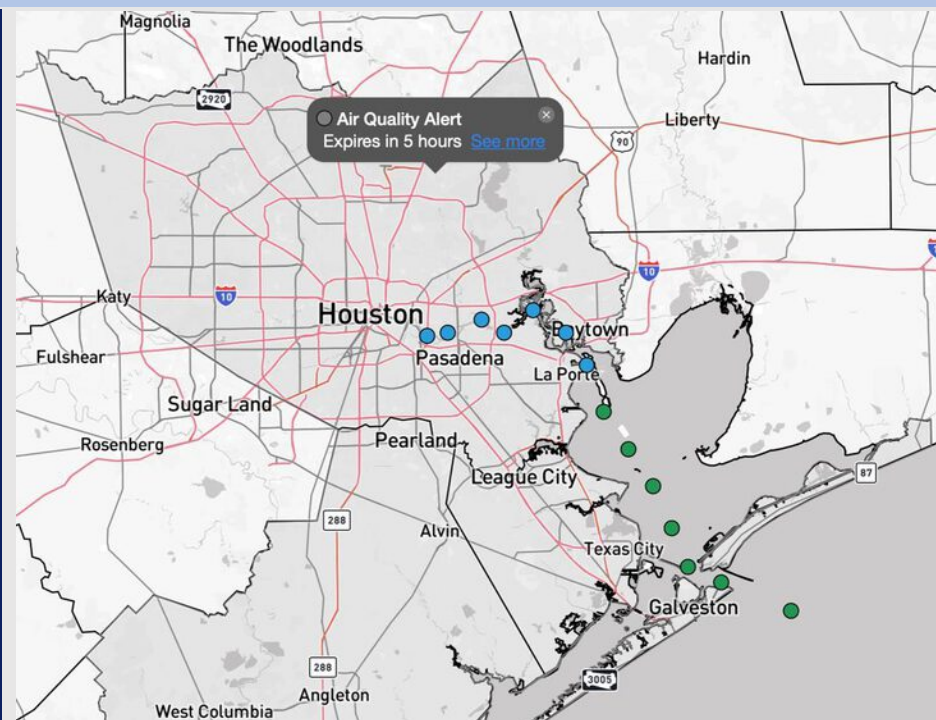 Magnolia
The Woodlands
Hardin
2920
Air Quality Alert
Expires in 5 hours See more
Liberty
90
10
Katy
10
Houston
Baytown
Fulshear
Pasadena
La Porte
Sugar Land
Rosenberg
Pearland
League City
87
288
Alvin
Texas City
Galveston
288
3005
Angleton
West Columbia